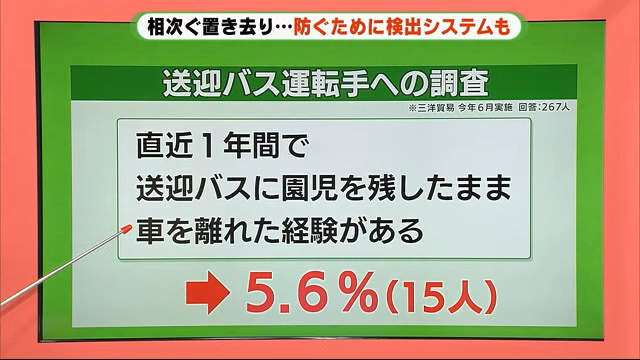 相次ぐ置き去り…防ぐために検出システムも
送迎バス運転手への調査
※三洋貿易 今年6月実施 回答:267人
直近1年間で
送迎バスに園児を残したまま
車を離れた経験がある
➡5.6%(15人)